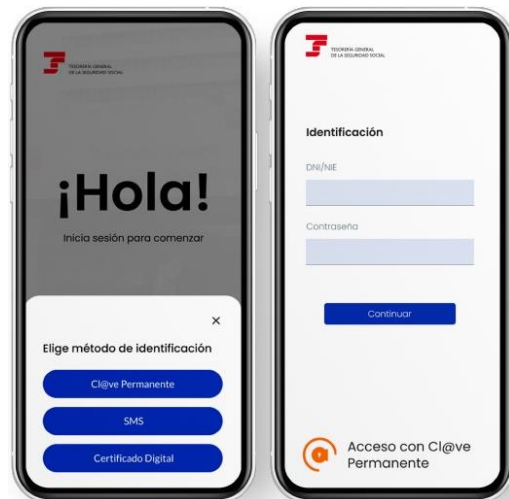 TESORERÍA GENERAL
DE LA SEGURIDAD SOCIAL
¡Hola!
Inicia sesión para comenzar
×
Elige método de identificación
Cl@ve Permanente
SMS
Certificado Digital
TESORERÍA GENERAL
DE LA SEGURIDAD SOCIAL
Identificación
DNI/NIE
Contraseña
Continuar
Acceso con Cl@ve
Permanente